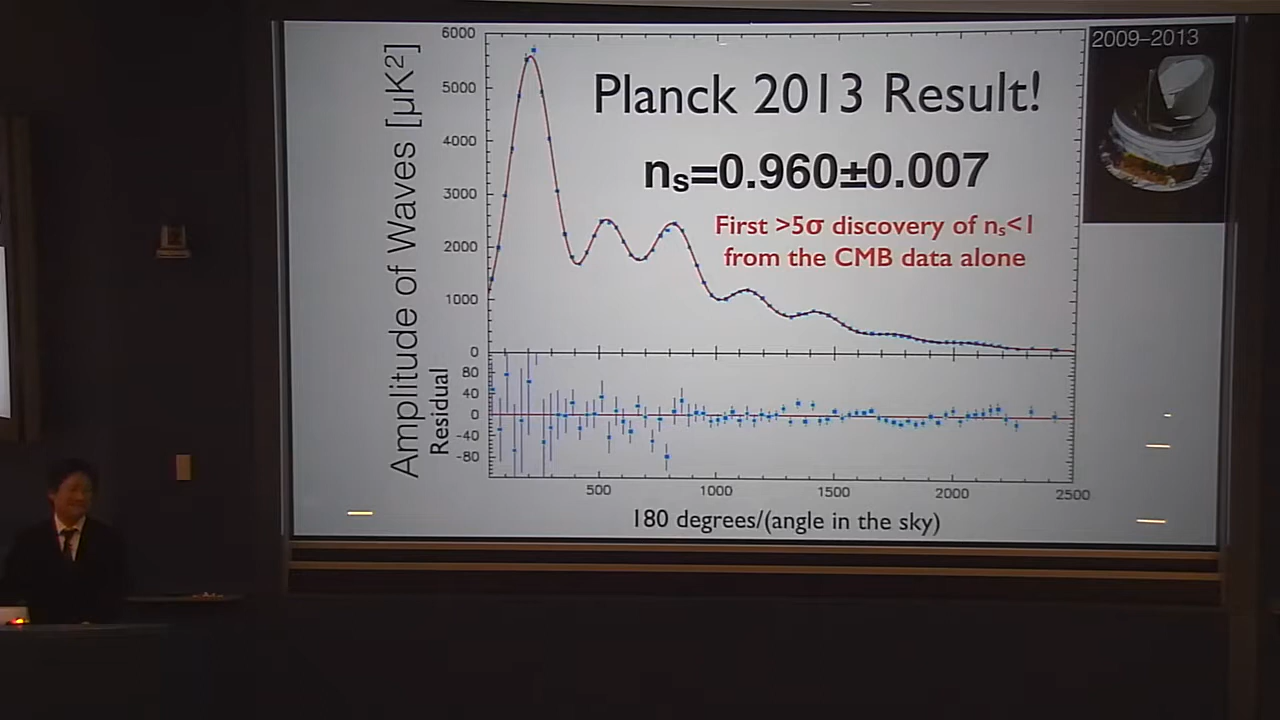 6000
5000
4000
3000
2000
1000
0
80
40
0
-40
-80
Amplitude of Waves [μK²]
Residual
Planck 2013 Result!
nₛ=0.960±0.007
First >5σ discovery of nₛ<1
from the CMB data alone
2009–2013
500 1000 1500 2000 2500
180 degrees/(angle in the sky)